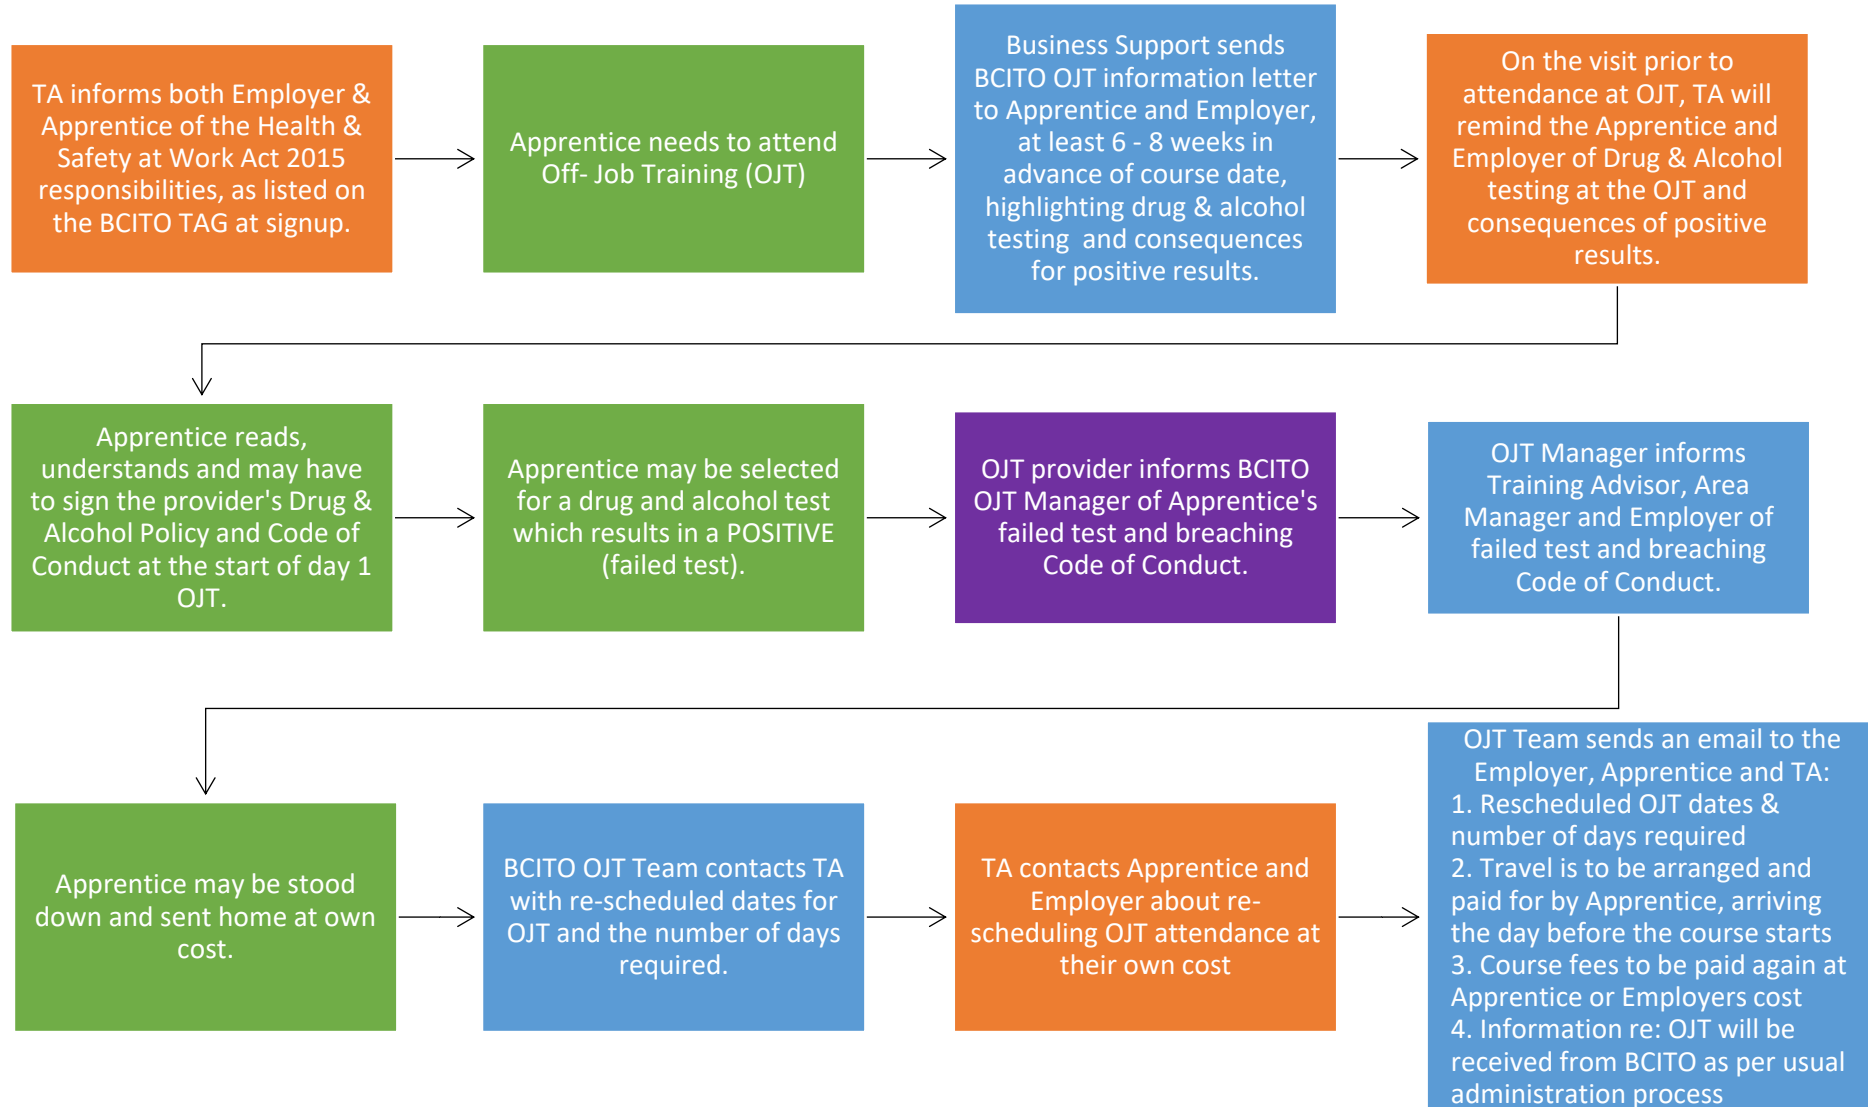 TA informs both Employer &
Apprentice of the Health &
Safety at Work Act 2015
responsibilities, as listed on
the BCITO TAG at signup.
Apprentice needs to attend
Off- Job Training (OJT)
Business Support sends
BCITO OJT information letter
to Apprentice and Employer,
at least 6 - 8 weeks in
advance of course date,
highlighting drug & alcohol
testing and consequences
for positive results.
On the visit prior to
attendance at OJT, TA will
remind the Apprentice and
Employer of Drug & Alcohol
testing at the OJT and
consequences of positive
results.
Apprentice reads,
understands and may have
to sign the provider's Drug &
Alcohol Policy and Code of
Conduct at the start of day 1
OJT.
Apprentice may be selected
for a drug and alcohol test
which results in a POSITIVE
(failed test).
OJT provider informs BCITO
OJT Manager of Apprentice's
failed test and breaching
Code of Conduct.
OJT Manager informs
Training Advisor, Area
Manager and Employer of
failed test and breaching
Code of Conduct.
Apprentice may be stood
down and sent home at own
cost.
BCITO OJT Team contacts TA
with re-scheduled dates for
OJT and the number of days
required.
TA contacts Apprentice and
Employer about re-
scheduling OJT attendance at
their own cost
OJT Team sends an email to the
Employer, Apprentice and TA:
1. Rescheduled OJT dates &
number of days required
2. Travel is to be arranged and
paid for by Apprentice, arriving
the day before the course starts
3. Course fees to be paid again at
Apprentice or Employers cost
4. Information re: OJT will be
received from BCITO as per usual
administration process